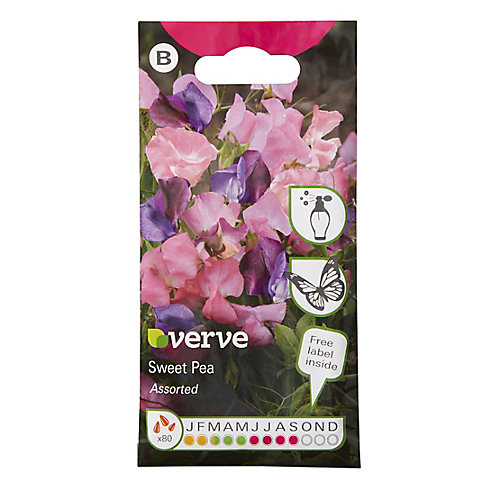 B
verve
Sweet Pea
Assorted
Free
label
inside
x80
JFMAMJJASOND